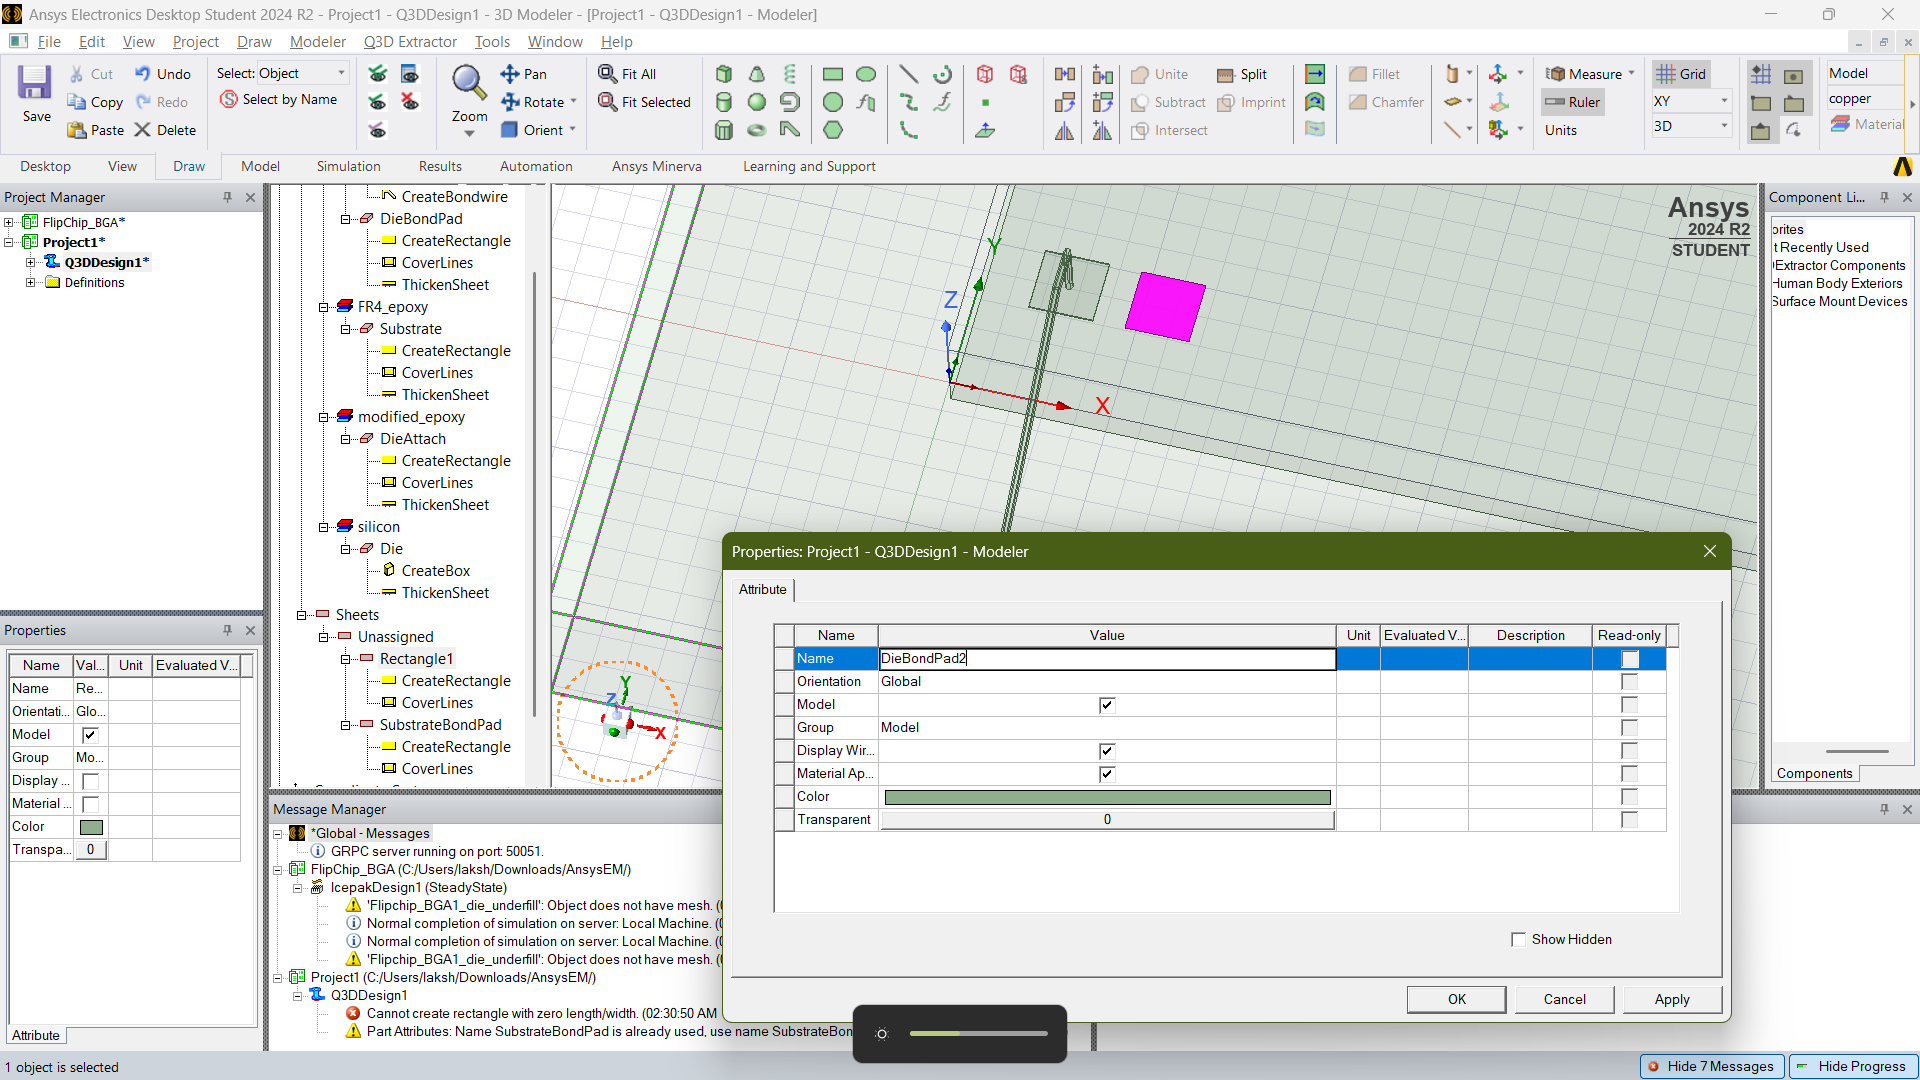 Ansys Electronics Desktop Student 2024 R2 - Project1 - Q3DDesign1 - 3D Modeler - [Project1 - Q3DDesign1 - Modeler]
File Edit View Project Draw Modeler Q3D Extractor Tools Window Help
Save
Cut
Copy
Paste
Undo
Redo
Delete
Select: Object
Select by Name
Zoom
Pan
Rotate
Orient
Fit All
Fit Selected
Unite
Subtract
Intersect
Split
Imprint
Fillet
Chamfer
Measure
Ruler
Units
Grid
XY
3D
Model
copper
Material
Desktop View Draw Model Simulation Results Automation Ansys Minerva Learning and Support
Project Manager
FlipChip_BGA*
Project1*
Q3DDesign1*
Definitions
Properties
Name Val... Unit Evaluated V...
Name Re...
Orientati... Glo...
Model
Group Mo...
Display ...
Material ...
Color
Transpa... 0
Attribute
CreateBondwire
DieBondPad
CreateRectangle
CoverLines
ThickenSheet
FR4_epoxy
Substrate
CreateRectangle
CoverLines
ThickenSheet
modified_epoxy
DieAttach
CreateRectangle
CoverLines
ThickenSheet
silicon
Die
CreateBox
ThickenSheet
Sheets
Unassigned
Rectangle1
CreateRectangle
CoverLines
SubstrateBondPad
CreateRectangle
CoverLines
Y
Z
X
Y
Z
X
Ansys
2024 R2
STUDENT
Component Li...
orites
t Recently Used
Extractor Components
Human Body Exteriors
Surface Mount Devices
Components
Properties: Project1 - Q3DDesign1 - Modeler
Attribute
Name Value Unit Evaluated V... Description Read-only
Name DieBondPad2
Orientation Global
Model
Group Model
Display Wir...
Material Ap...
Color
Transparent 0
Show Hidden
OK Cancel Apply
Message Manager
*Global - Messages
GRPC server running on port: 50051.
FlipChip_BGA (C:/Users/laksh/Downloads/AnsysEM/)
IcepakDesign1 (SteadyState)
'Flipchip_BGA1_die_underfill': Object does not have mesh. (0
Normal completion of simulation on server: Local Machine. (0
Normal completion of simulation on server: Local Machine. (0
'Flipchip_BGA1_die_underfill': Object does not have mesh. (0
Project1 (C:/Users/laksh/Downloads/AnsysEM/)
Q3DDesign1
Cannot create rectangle with zero length/width. (02:30:50 AM
Part Attributes: Name SubstrateBondPad is already used, use name SubstrateBon
1 object is selected
Hide 7 Messages
Hide Progress